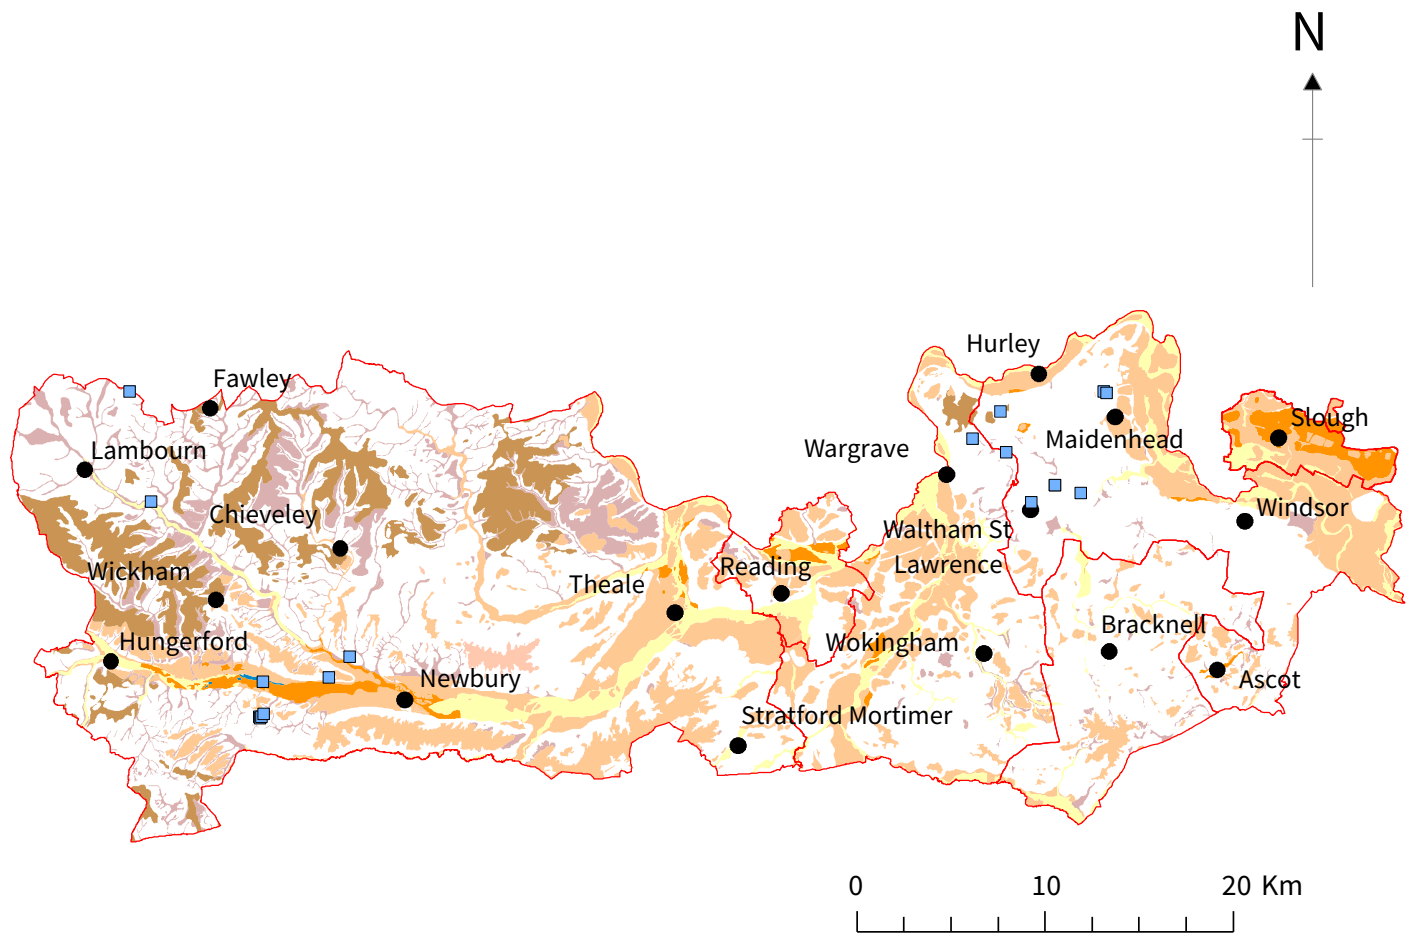 N
Hurley
Fawley
Slough
Wargrave
Maidenhead
Lambourn
Windsor
Chieveley
Waltham St
Lawrence
Reading
Wickham
Theale
Bracknell
Hungerford
Wokingham
Newbury
Ascot
Stratford Mortimer
0 10 20 Km